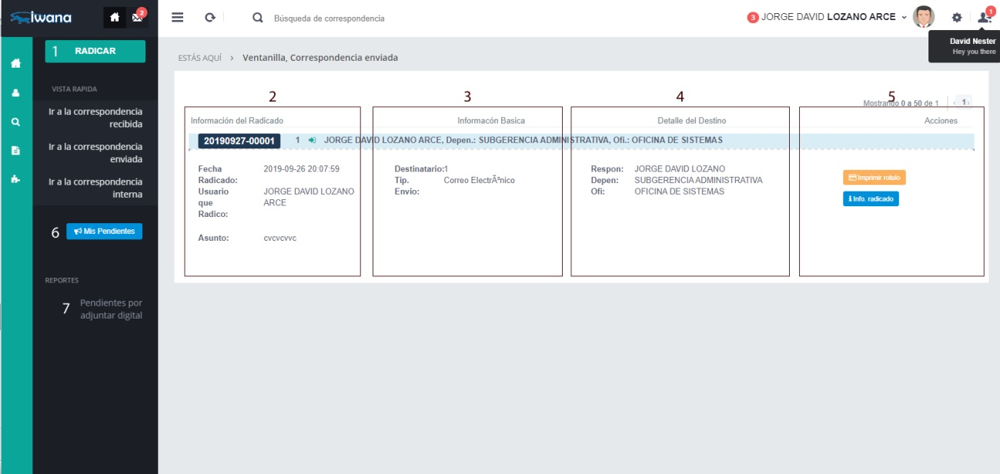 iwana
2
Búsqueda de correspondencia
3 JORGE DAVID LOZANO ARCE
1
David Nester
Hey you there
1 RADICAR
VISTA RAPIDA
Ir a la correspondencia
recibida
Ir a la correspondencia
enviada
Ir a la correspondencia
interna
6 Mis Pendientes
REPORTES
7 Pendientes por
adjuntar digital
ESTÁS AQUÍ > Ventanilla, Correspondencia enviada
2 3 4 5
Mostrando 0 a 50 de 1 ‹ 1 ›
Información del Radicado Informacón Basica Detalle del Destino Acciones
20190927-00001 1 JORGE DAVID LOZANO ARCE, Depen.: SUBGERENCIA ADMINISTRATIVA, Ofi.: OFICINA DE SISTEMAS
Fecha 2019-09-26 20:07:59
Radicado:
Usuario JORGE DAVID LOZANO
que ARCE
Radico:
Asunto: cvcvcvvc
Destinatario:1
Tip. Correo ElectrÃ³nico
Envio:
Respon: JORGE DAVID LOZANO
Depen: SUBGERENCIA ADMINISTRATIVA
Ofi: OFICINA DE SISTEMAS
Imprimir rotulo
Info. radicado